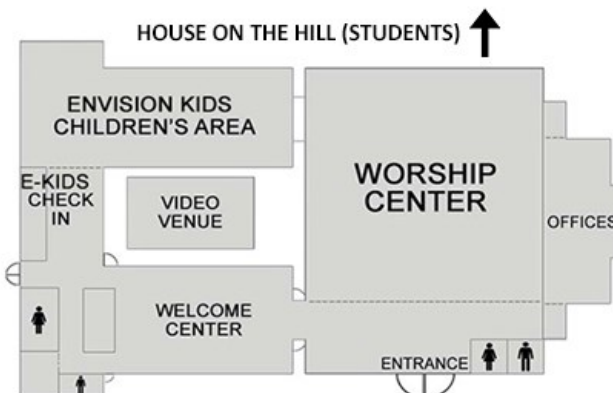 HOUSE ON THE HILL (STUDENTS)
ENVISION KIDS
CHILDREN'S AREA
WORSHIP
CENTER
E-KIDS
CHECK
IN
VIDEO
VENUE
OFFICES
WELCOME
CENTER
ENTRANCE